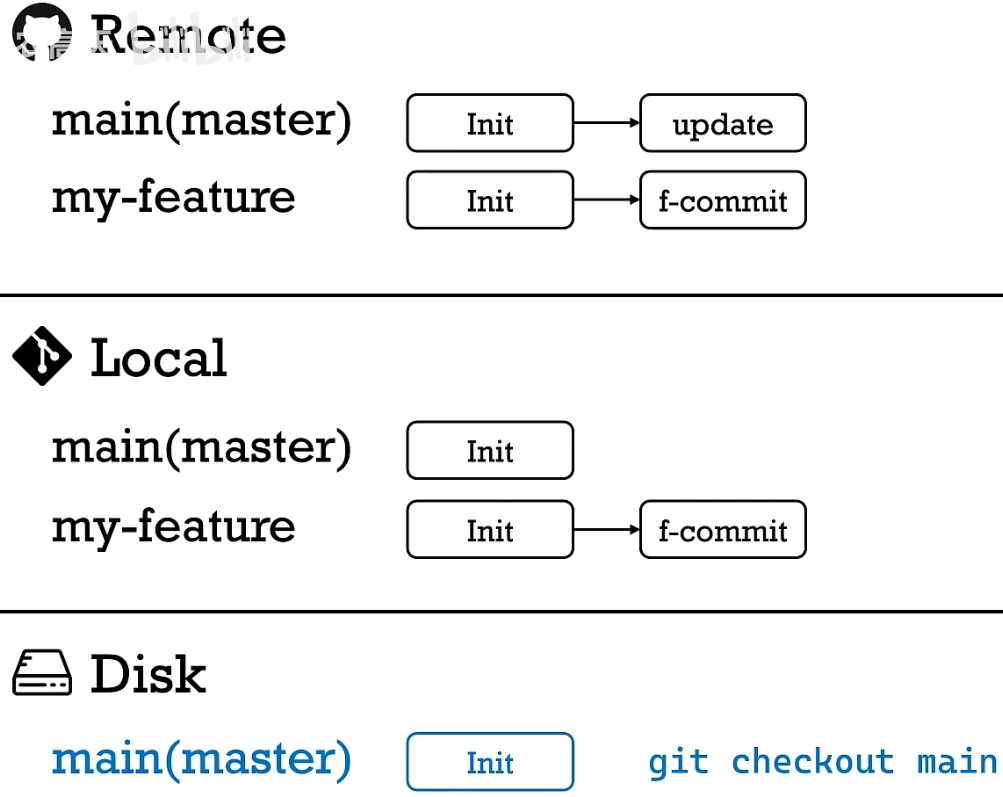 Remote
main(master) Init update
my-feature Init f-commit
Local
main(master) Init
my-feature Init f-commit
Disk
main(master) Init git checkout main